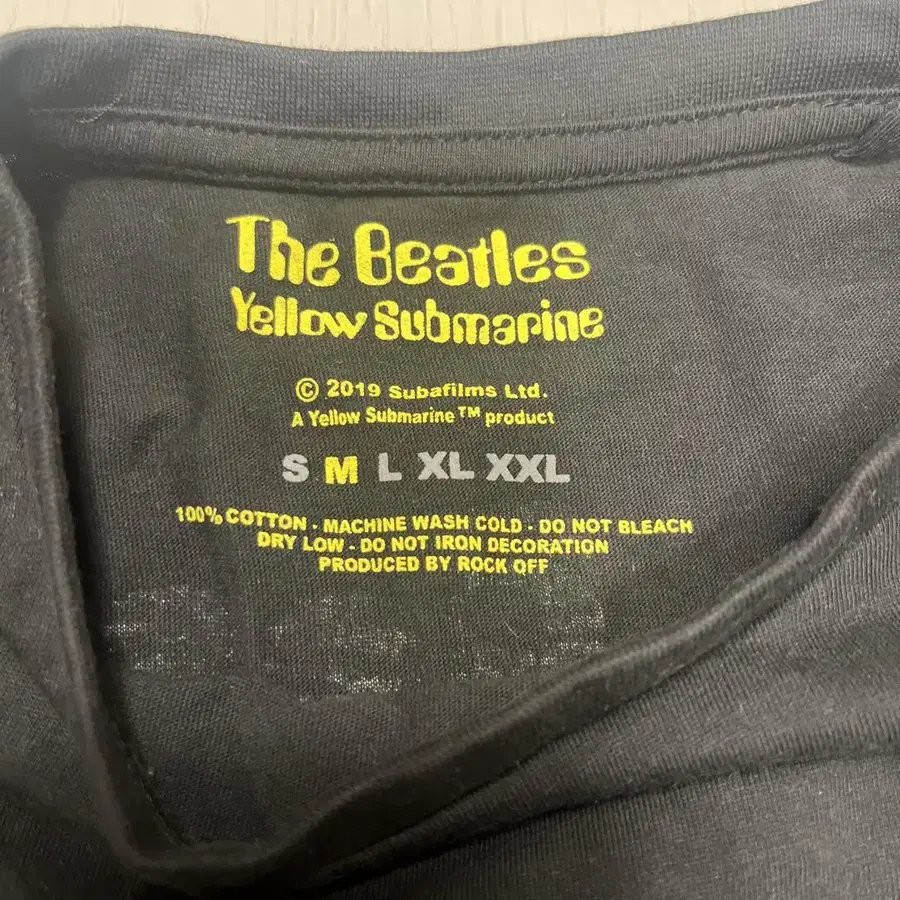 The Beatles
Yellow Submarine
© 2019 Subafilms Ltd.
A Yellow Submarine™ product
S M L XL XXL
100% COTTON - MACHINE WASH COLD - DO NOT BLEACH
DRY LOW - DO NOT IRON DECORATION
PRODUCED BY ROCK OFF